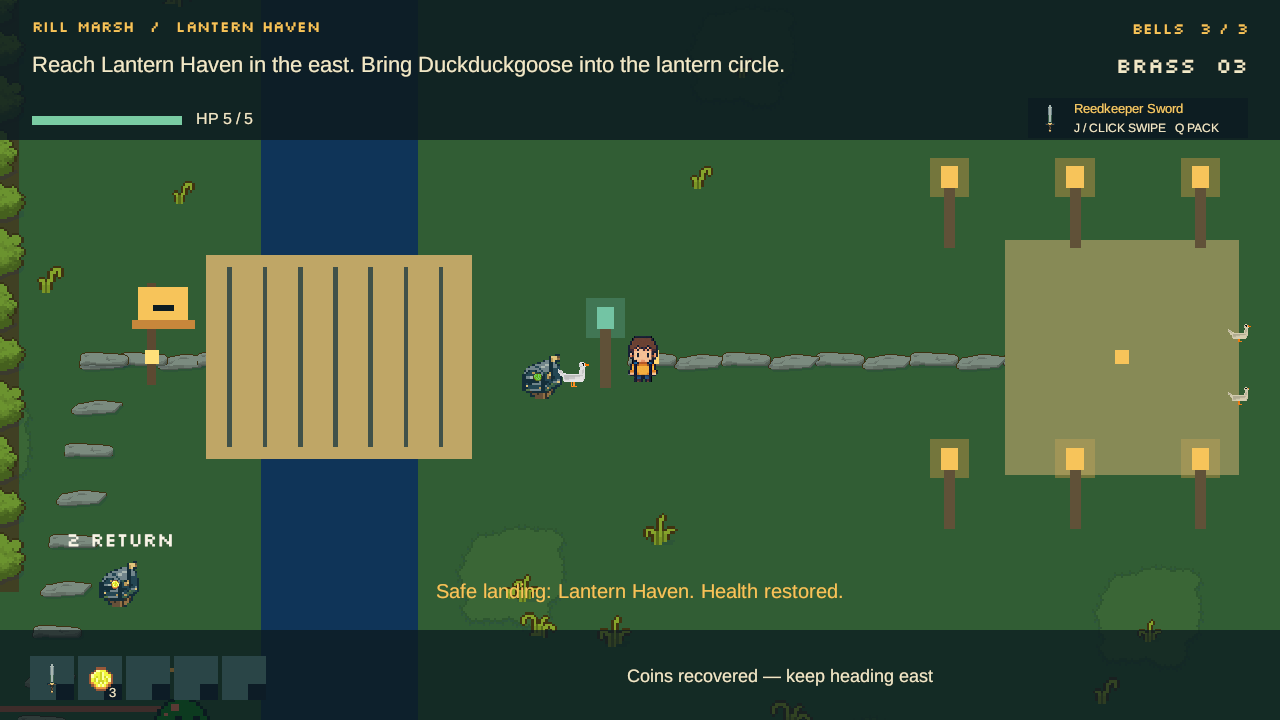 RILL MARSH / LANTERN HAVEN
BELLS 3 / 3
Reach Lantern Haven in the east. Bring Duckduckgoose into the lantern circle.
BRASS 03
HP 5 / 5
Reedkeeper Sword
J / CLICK SWIPE Q PACK
2 RETURN
Safe landing: Lantern Haven. Health restored.
Coins recovered — keep heading east
3